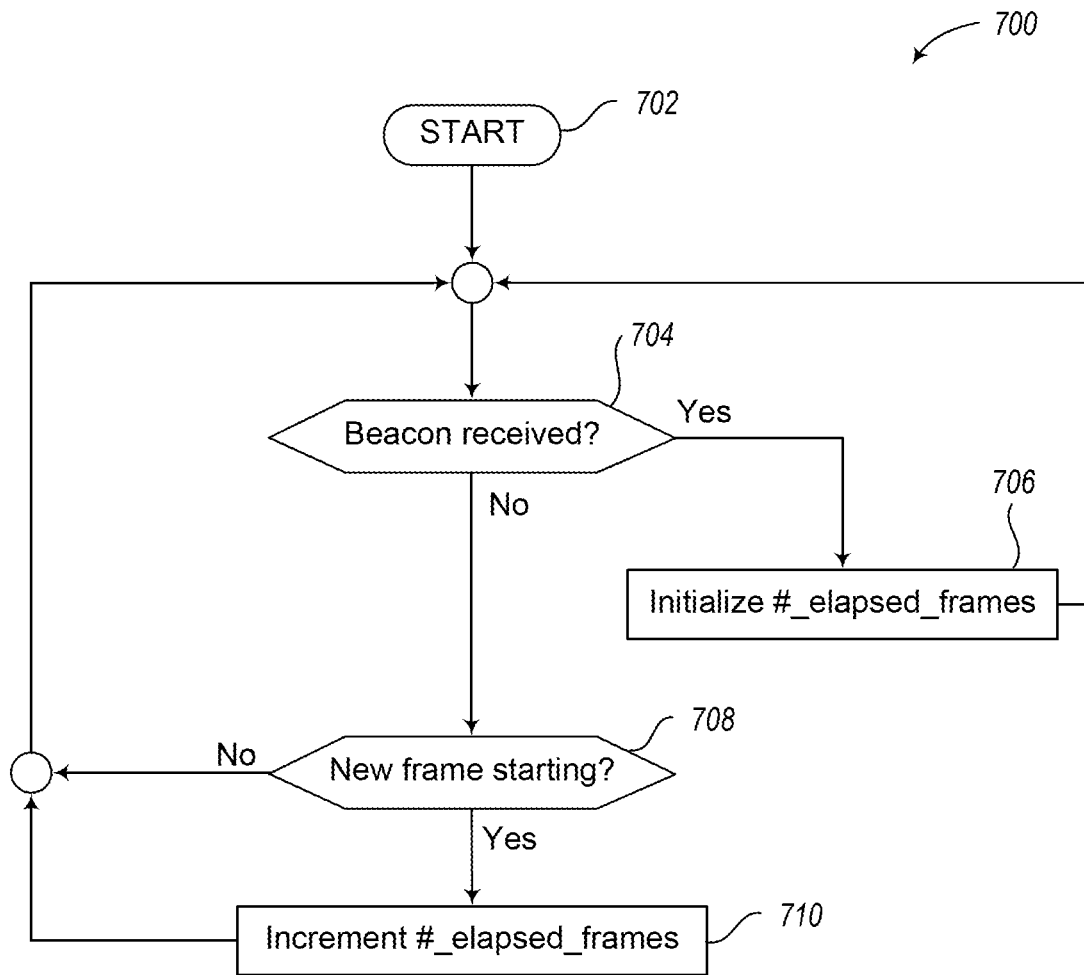 700
702
START
704
Beacon received?
Yes
No
706
Initialize #_elapsed_frames
708
No
New frame starting?
Yes
710
Increment #_elapsed_frames